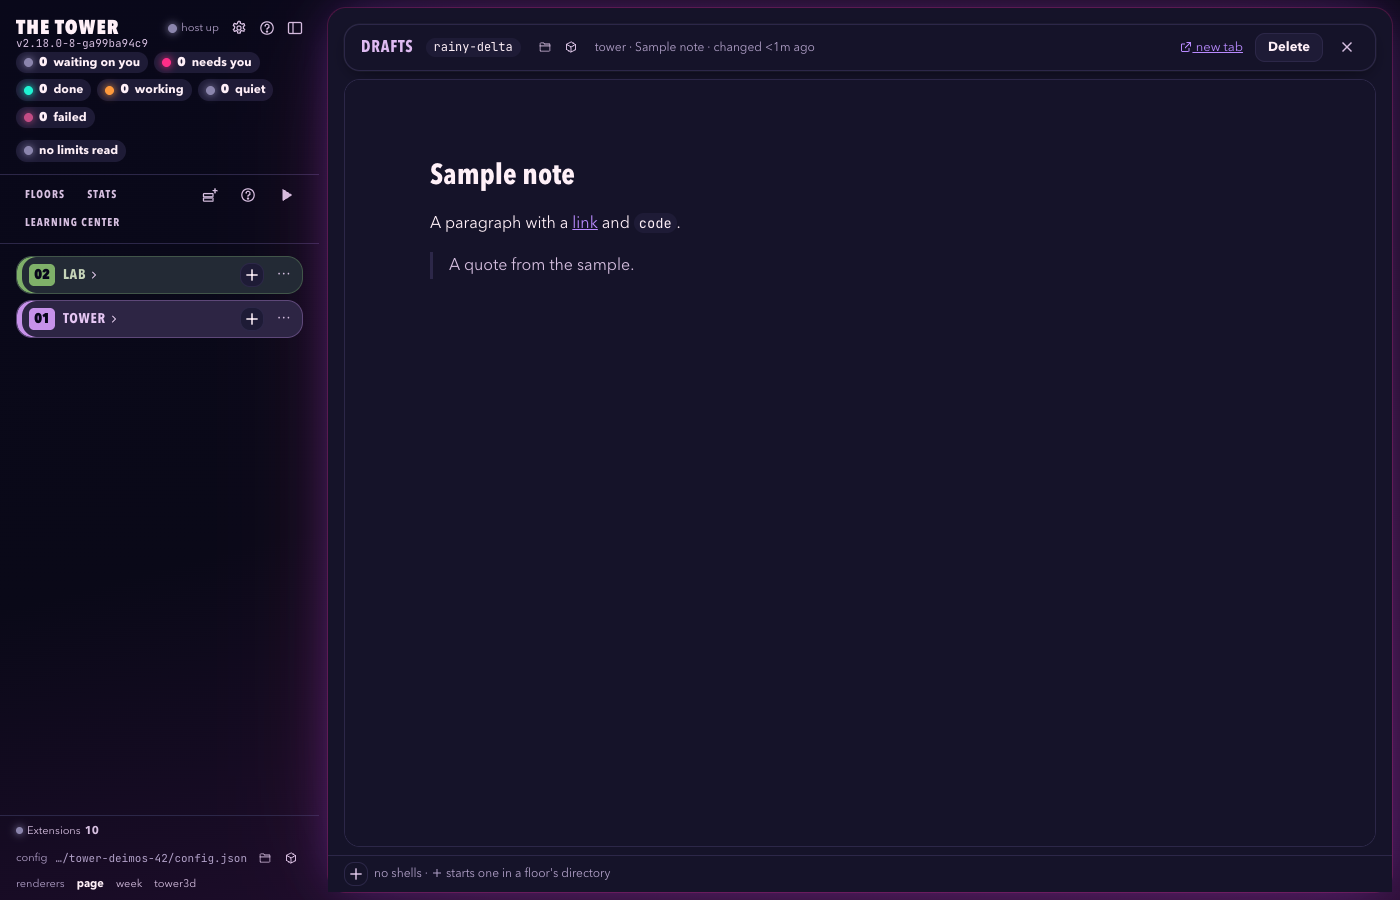 THE TOWER
host up
v2.18.0-8-ga99ba94c9
0 waiting on you
0 needs you
0 done
0 working
0 quiet
0 failed
no limits read
FLOORS
STATS
LEARNING CENTER
02 LAB
01 TOWER
Extensions 10
config …/tower-deimos-42/config.json
renderers page week tower3d
DRAFTS rainy-delta tower · Sample note · changed <1m ago new tab Delete
Sample note
A paragraph with a link and code.
A quote from the sample.
no shells · + starts one in a floor's directory